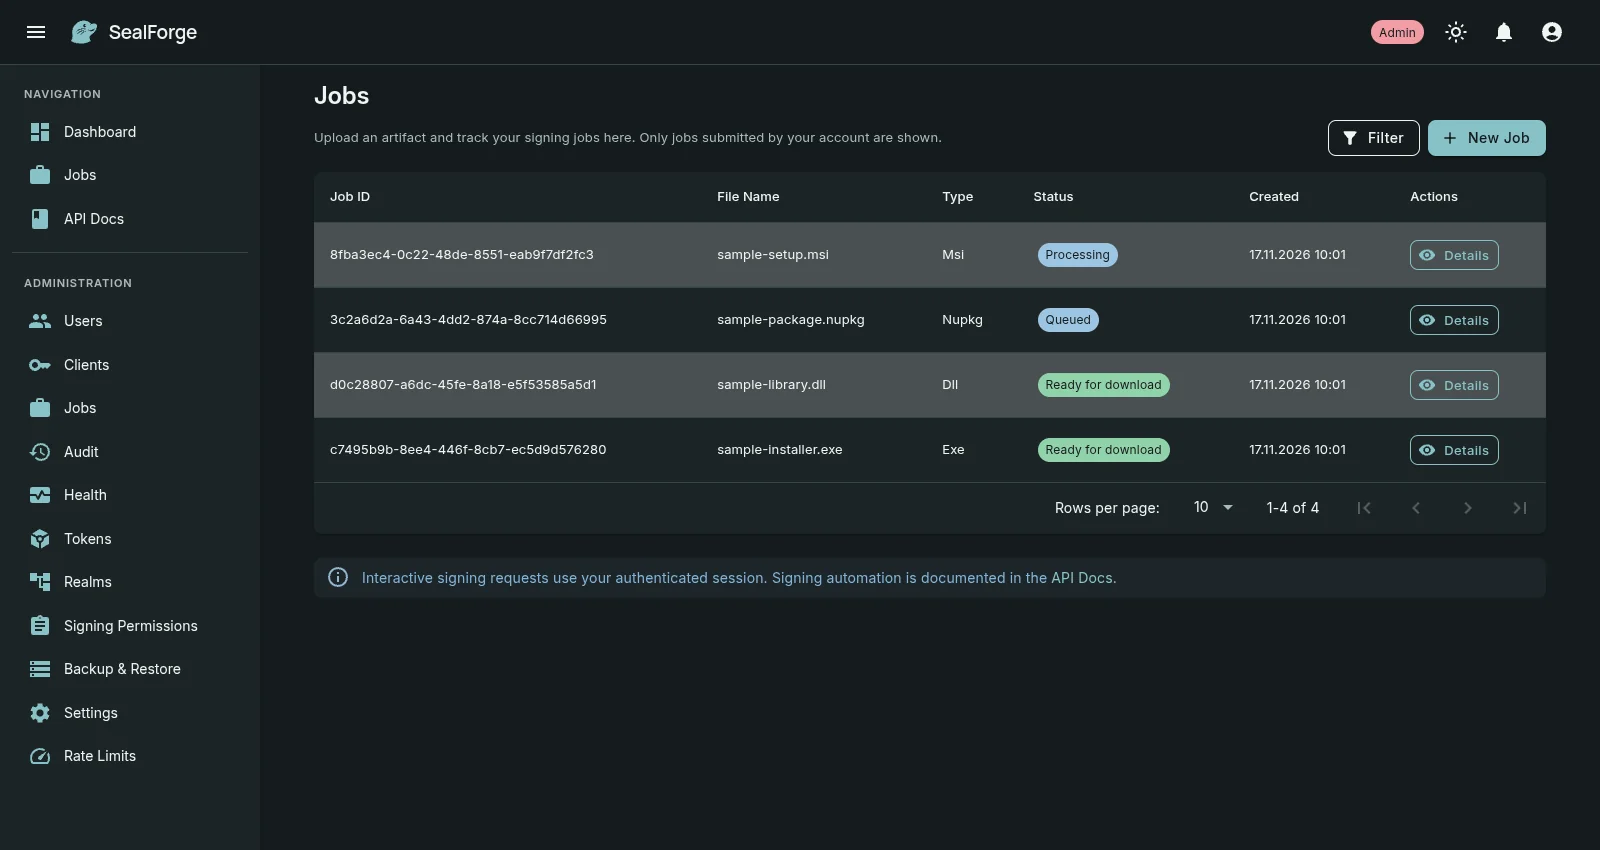 SealForge
Admin
NAVIGATION
Dashboard
Jobs
API Docs
ADMINISTRATION
Users
Clients
Jobs
Audit
Health
Tokens
Realms
Signing Permissions
Backup & Restore
Settings
Rate Limits
Jobs
Upload an artifact and track your signing jobs here. Only jobs submitted by your account are shown.
Filter
New Job
Job ID File Name Type Status Created Actions
8fba3ec4-0c22-48de-8551-eab9f7df2fc3 sample-setup.msi Msi Processing 17.11.2026 10:01 Details
3c2a6d2a-6a43-4dd2-874a-8cc714d66995 sample-package.nupkg Nupkg Queued 17.11.2026 10:01 Details
d0c28807-a6dc-45fe-8a18-e5f53585a5d1 sample-library.dll Dll Ready for download 17.11.2026 10:01 Details
c7495b9b-8ee4-446f-8cb7-ec5d9d576280 sample-installer.exe Exe Ready for download 17.11.2026 10:01 Details
Rows per page: 10 1-4 of 4
Interactive signing requests use your authenticated session. Signing automation is documented in the API Docs.